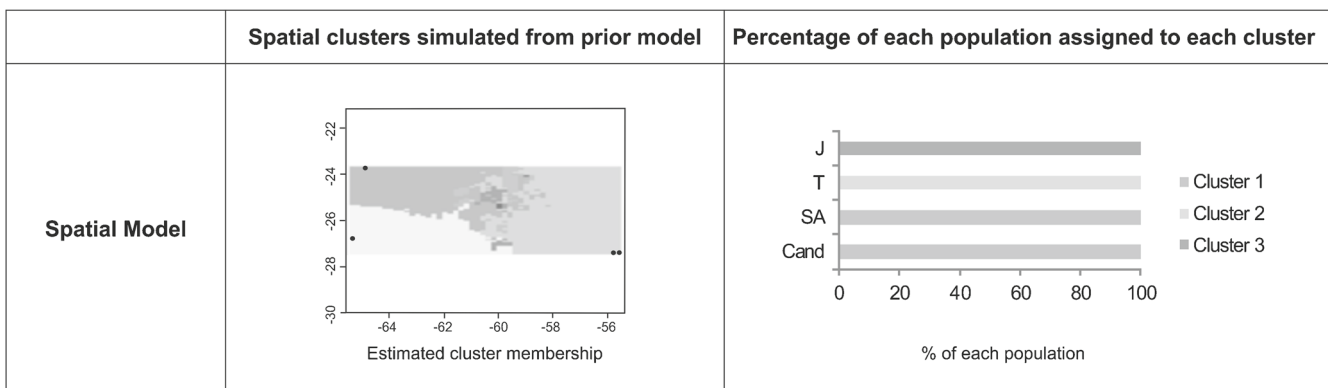 Spatial clusters simulated from prior model
Percentage of each population assigned to each cluster
Spatial Model
-22
-24
-26
-28
-30
-64
-62
-60
-58
-56
Estimated cluster membership
J
T
SA
Cand
0
20
40
60
80
100
% of each population
Cluster 1
Cluster 2
Cluster 3